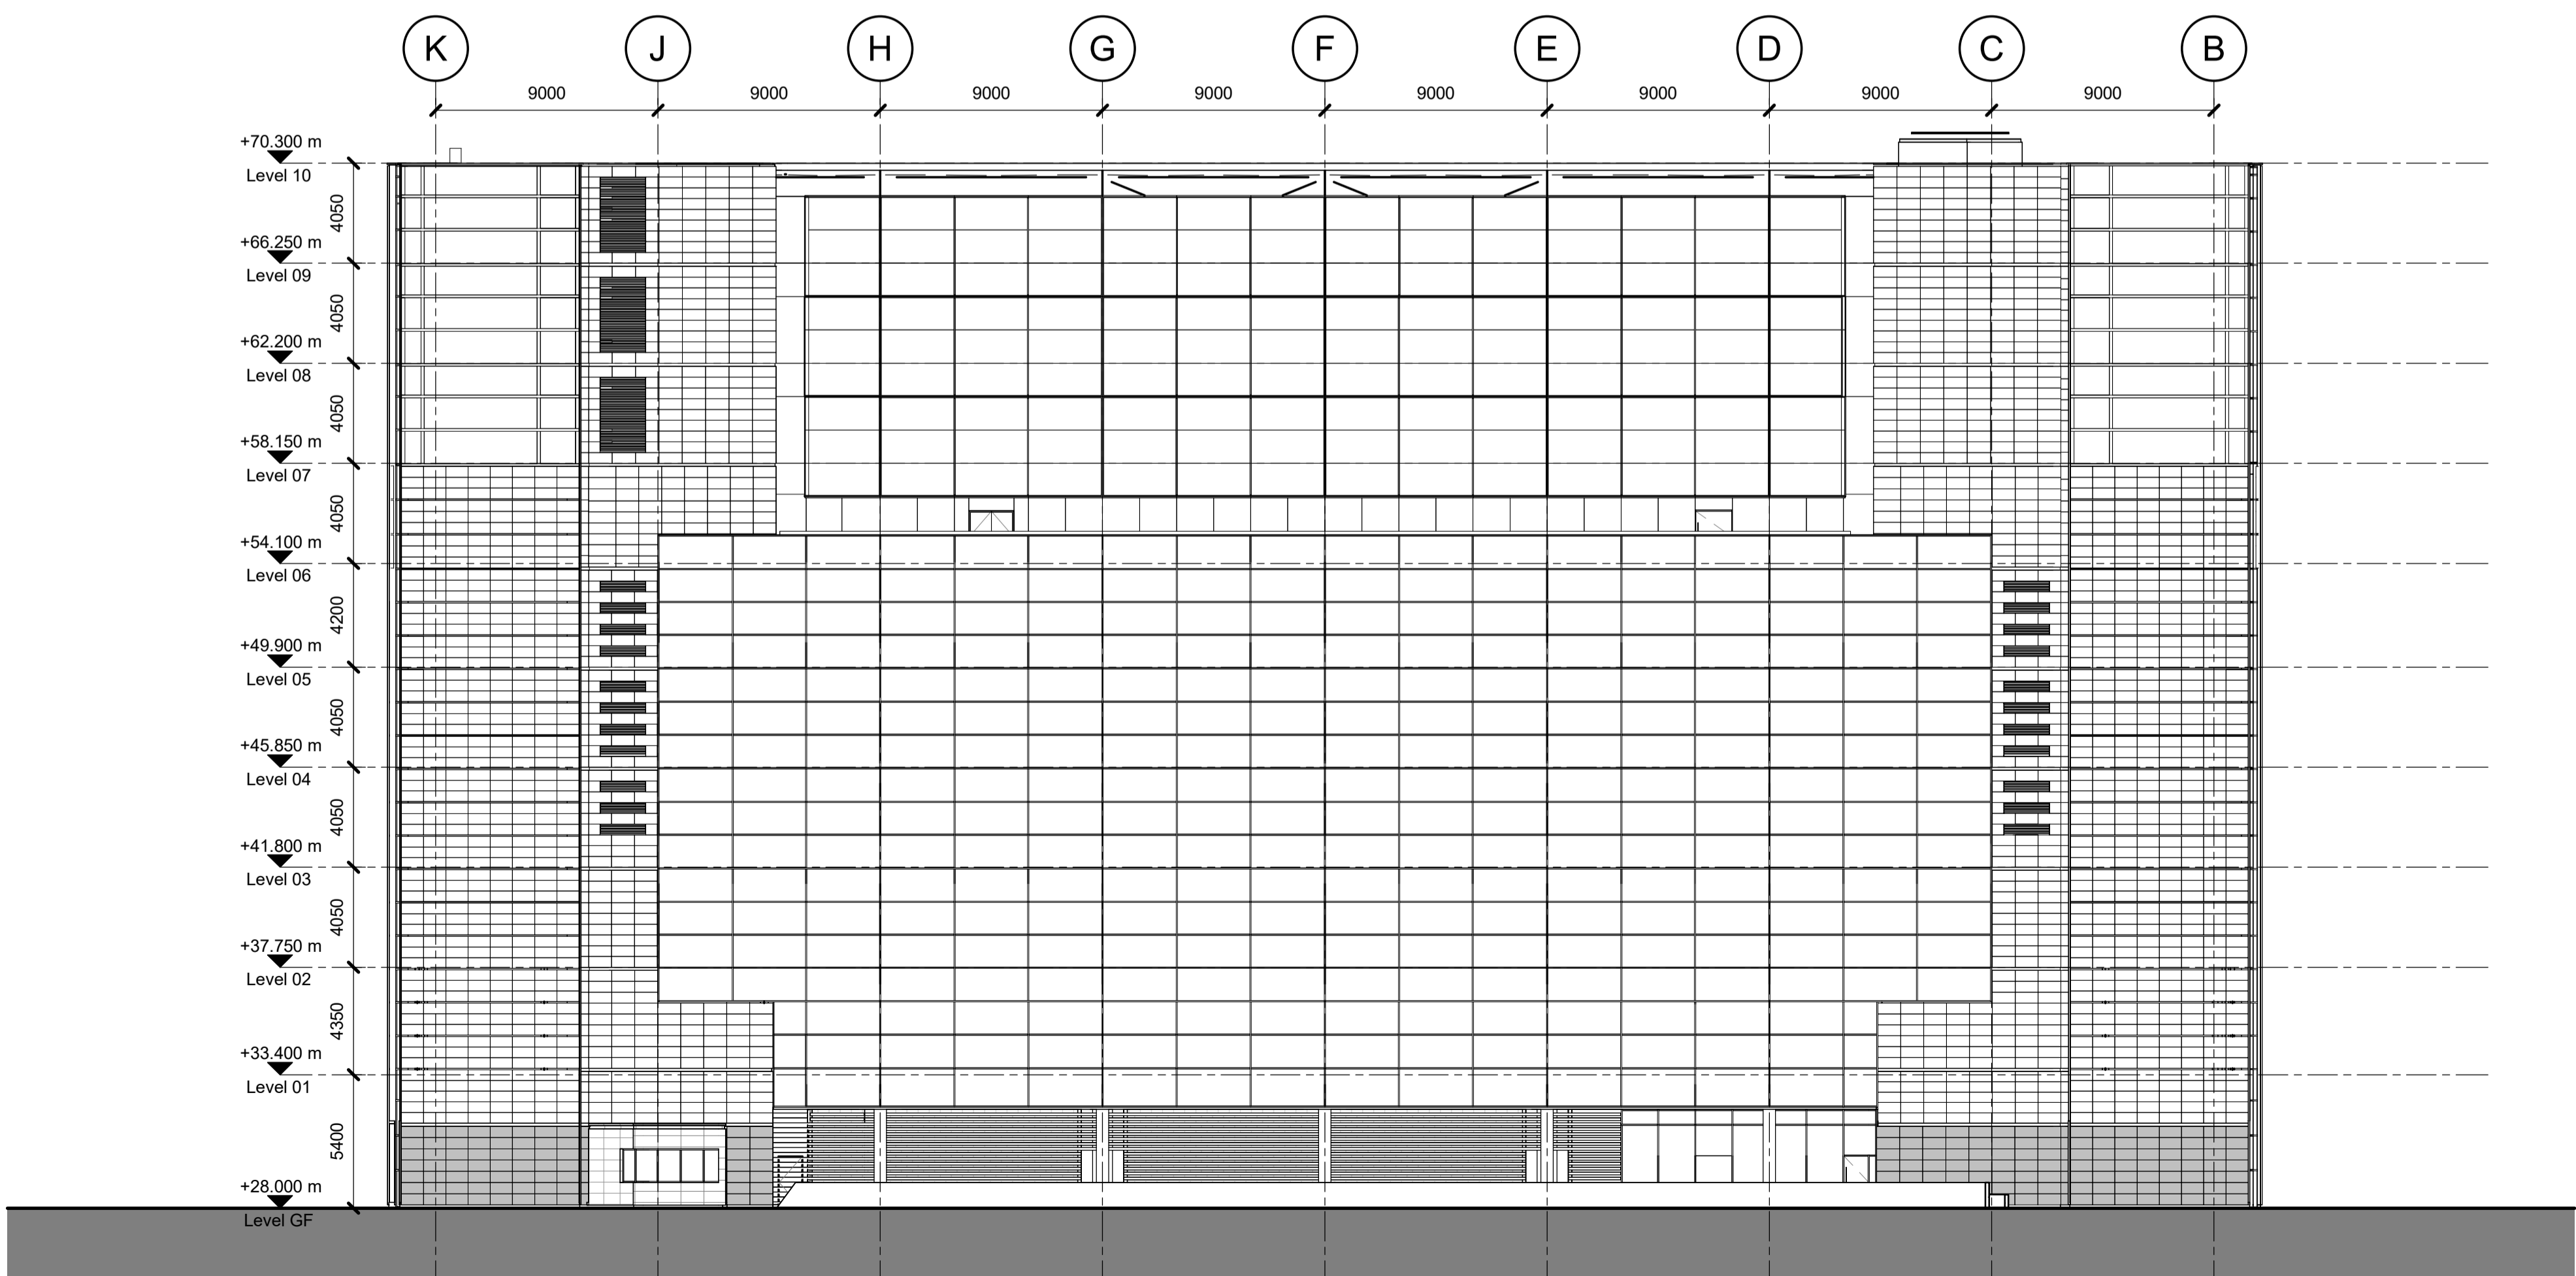 K J H G F E D C B
9000 9000 9000 9000 9000 9000 9000 9000
+70.300 m
Level 10
4050
+66.250 m
Level 09
4050
+62.200 m
Level 08
4050
+58.150 m
Level 07
4050
+54.100 m
Level 06
4200
+49.900 m
Level 05
4050
+45.850 m
Level 04
4050
+41.800 m
Level 03
4050
+37.750 m
Level 02
4350
+33.400 m
Level 01
5400
+28.000 m
Level GF